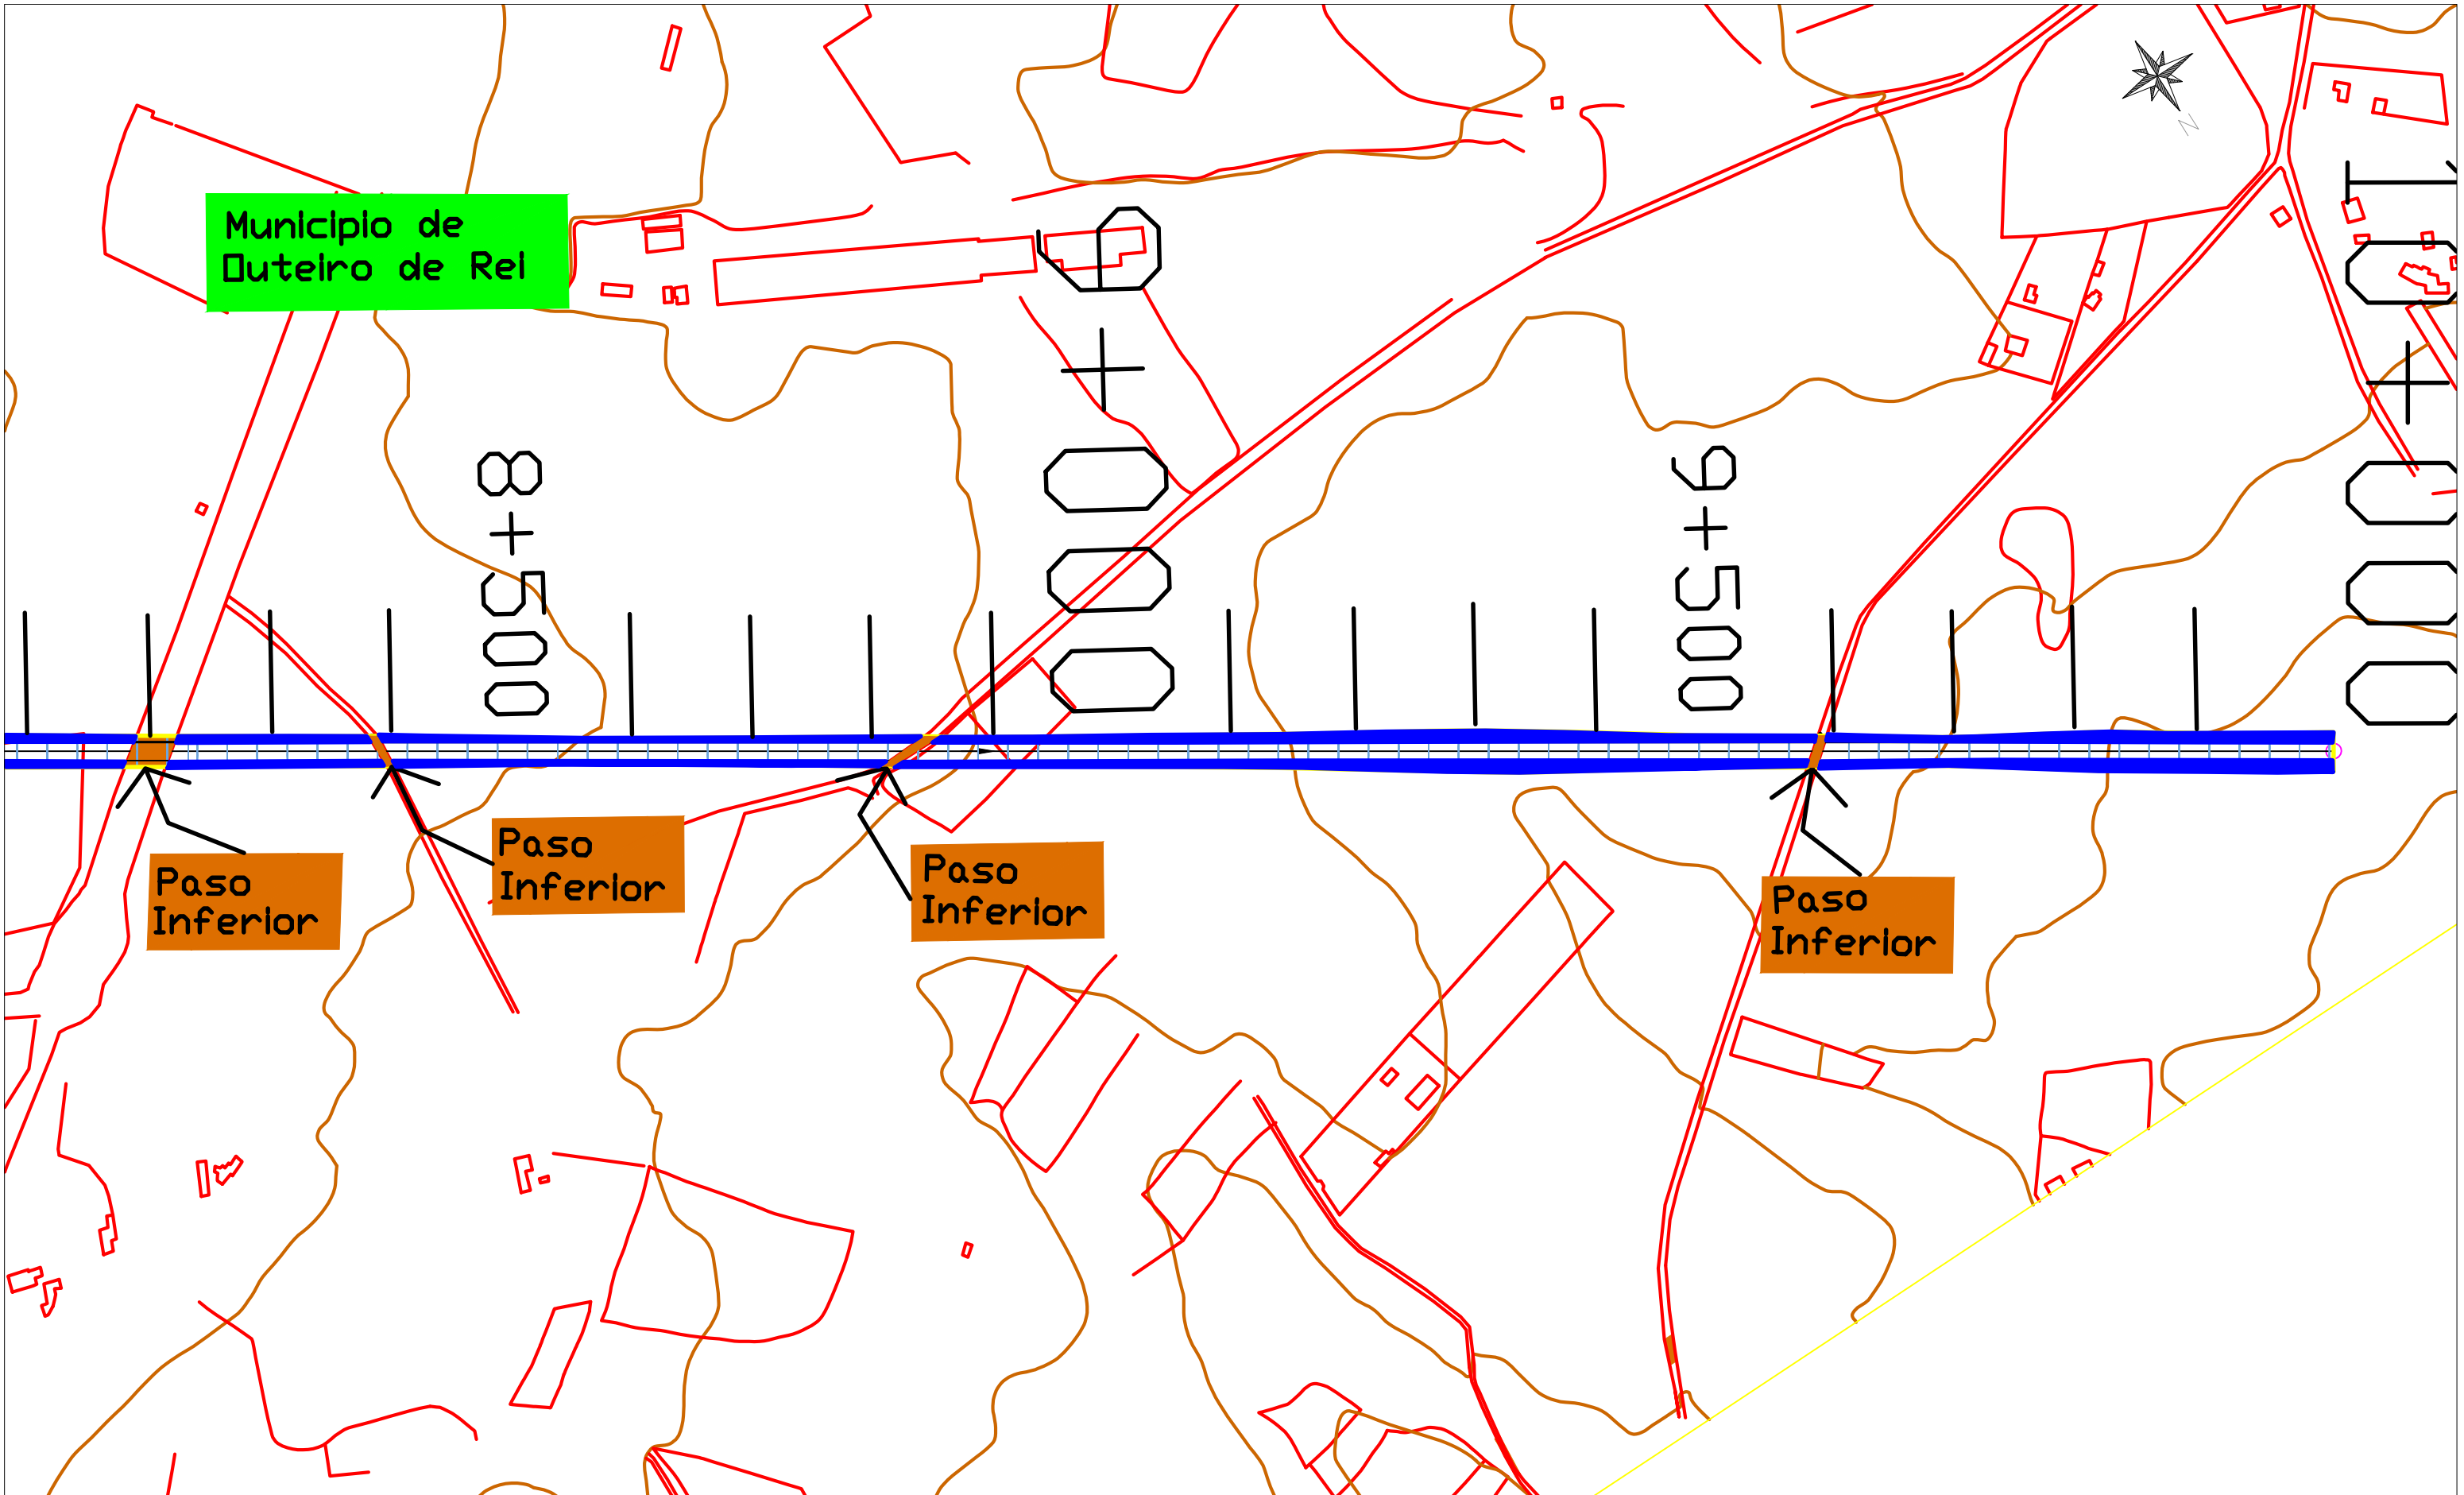 Municipio de
Outeiro de Rei
N
8+500
9+000
9+500
10+000
Paso
Inferior
Paso
Inferior
Paso
Inferior
Paso
Inferior